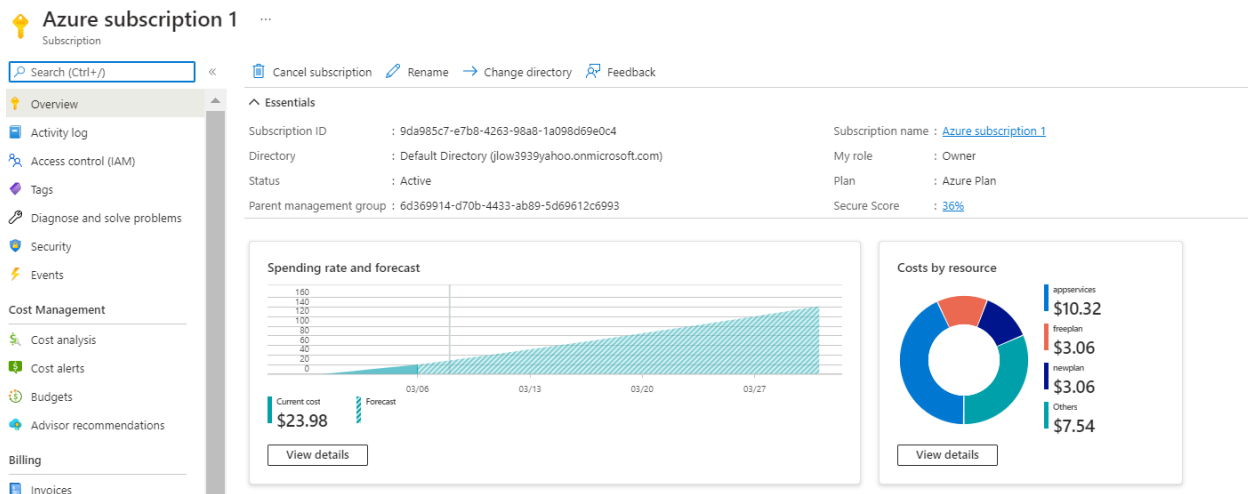 Azure subscription 1 ...
Subscription
Search (Ctrl+/)
«
Overview
Activity log
Access control (IAM)
Tags
Diagnose and solve problems
Security
Events
Cost Management
Cost analysis
Cost alerts
Budgets
Advisor recommendations
Billing
Invoices
Cancel subscription Rename Change directory Feedback
Essentials
Subscription ID : 9da985c7-e7b8-4263-98a8-1a098d69e0c4
Directory : Default Directory (jlow3939yahoo.onmicrosoft.com)
Status : Active
Parent management group : 6d369914-d70b-4433-ab89-5d69612c6993
Subscription name : Azure subscription 1
My role : Owner
Plan : Azure Plan
Secure Score : 36%
Spending rate and forecast
160
140
120
100
80
60
40
20
0
03/06 03/13 03/20 03/27
Current cost
$23.98
Forecast
View details
Costs by resource
appservices
$10.32
freeplan
$3.06
newplan
$3.06
Others
$7.54
View details